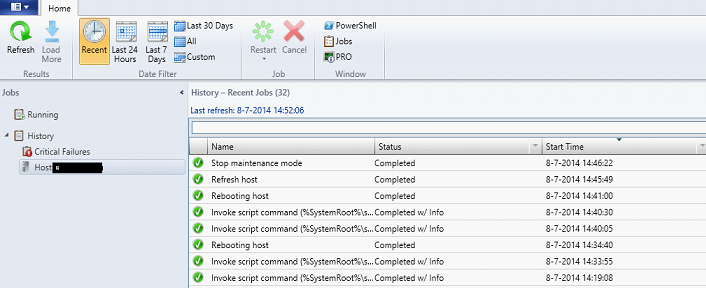 Home
Refresh
Load More
Results
Recent
Last 24 Hours
Last 7 Days
Last 30 Days
All
Custom
Date Filter
Restart
Cancel
Job
PowerShell
Jobs
PRO
Window
Jobs
Running
History
Critical Failures
Host
History – Recent Jobs (32)
Last refresh: 8-7-2014 14:52:06
Name Status Start Time
Stop maintenance mode Completed 8-7-2014 14:46:22
Refresh host Completed 8-7-2014 14:45:49
Rebooting host Completed 8-7-2014 14:41:00
Invoke script command (%SystemRoot%\s... Completed w/ Info 8-7-2014 14:40:30
Invoke script command (%SystemRoot%\s... Completed w/ Info 8-7-2014 14:40:05
Rebooting host Completed 8-7-2014 14:34:40
Invoke script command (%SystemRoot%\s... Completed w/ Info 8-7-2014 14:33:55
Invoke script command (%SystemRoot%\s... Completed w/ Info 8-7-2014 14:19:08